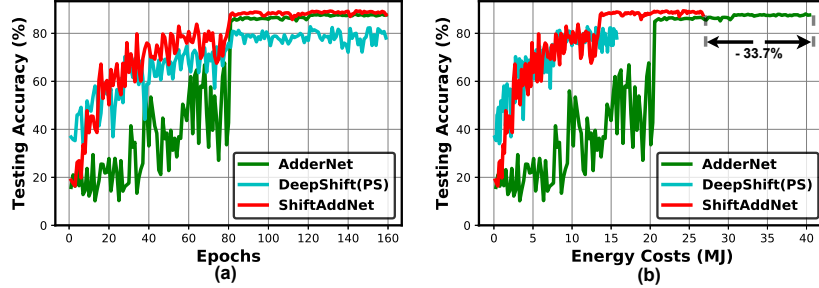 Testing Accuracy (%)
80
60
40
20
0
0 20 40 60 80 100 120 140 160
Epochs
AdderNet
DeepShift(PS)
ShiftAddNet
(a)
Testing Accuracy (%)
80
60
40
20
0
0 5 10 15 20 25 30 35 40
Energy Costs (MJ)
- 33.7%
AdderNet
DeepShift(PS)
ShiftAddNet
(b)